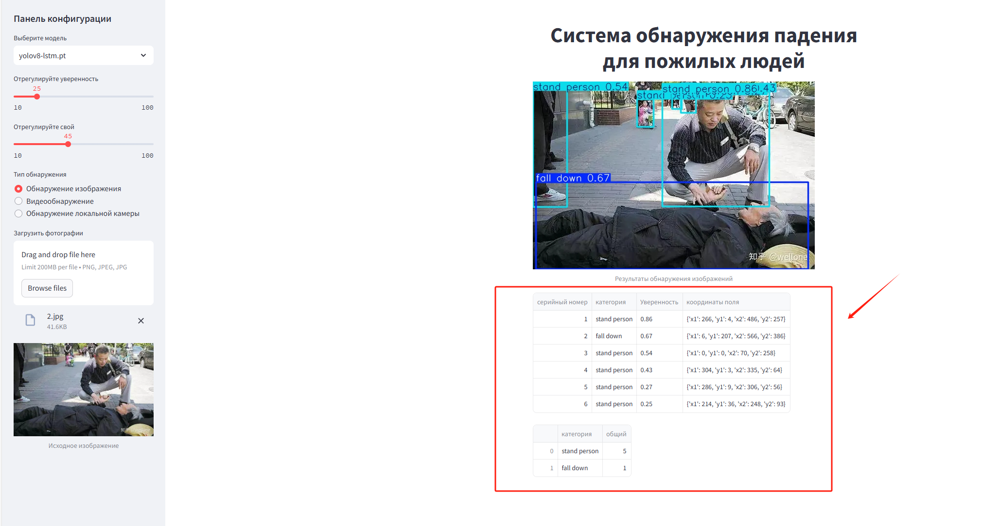 Панель конфигурации
Выберите модель
yolov8-lstm.pt
Отрегулируйте уверенность
25
10 100
Отрегулируйте свой
45
10 100
Тип обнаружения
Обнаружение изображения
Видеообнаружение
Обнаружение локальной камеры
Загрузить фотографии
Drag and drop file here
Limit 200MB per file • PNG, JPEG, JPG
Browse files
2.jpg
41.6KB
知乎 @wellone
Исходное изображение
Система обнаружения падения
для пожилых людей
stand person 0.54
stand person 0.86
.43
stand person 0.25
fall down 0.67
知乎 @wellone
Результаты обнаружения изображений
серийный номер категория Уверенность координаты поля
1 stand person 0.86 {'x1': 266, 'y1': 4, 'x2': 486, 'y2': 257}
2 fall down 0.67 {'x1': 6, 'y1': 207, 'x2': 566, 'y2': 386}
3 stand person 0.54 {'x1': 0, 'y1': 0, 'x2': 70, 'y2': 258}
4 stand person 0.43 {'x1': 304, 'y1': 3, 'x2': 335, 'y2': 64}
5 stand person 0.27 {'x1': 286, 'y1': 9, 'x2': 306, 'y2': 56}
6 stand person 0.25 {'x1': 214, 'y1': 36, 'x2': 248, 'y2': 93}
категория общий
0 stand person 5
1 fall down 1